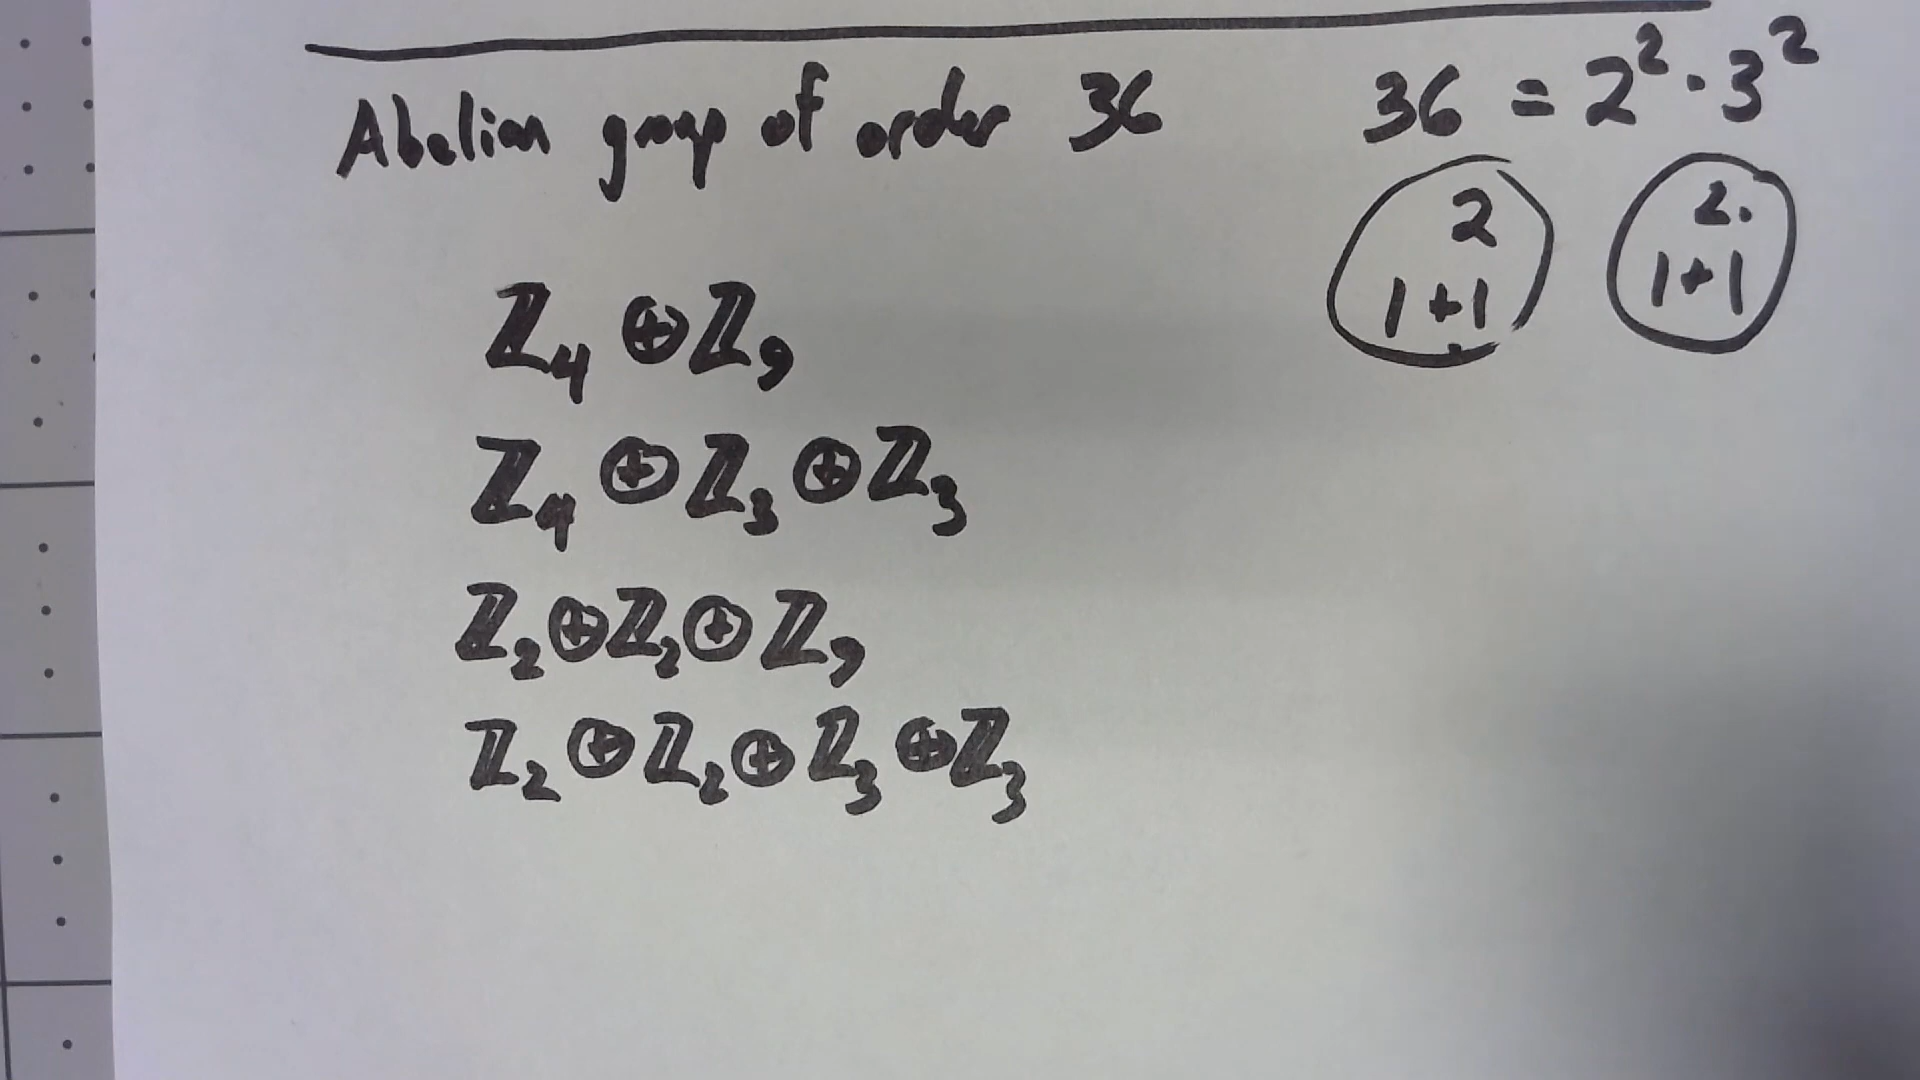 Abelian group of order 36 36 = 2² · 3²
2 2.
1+1 1+1
ℤ₄ ⊕ ℤ₉
ℤ₄ ⊕ ℤ₃ ⊕ ℤ₃
ℤ₂ ⊕ ℤ₂ ⊕ ℤ₉
ℤ₂ ⊕ ℤ₂ ⊕ ℤ₃ ⊕ ℤ₃